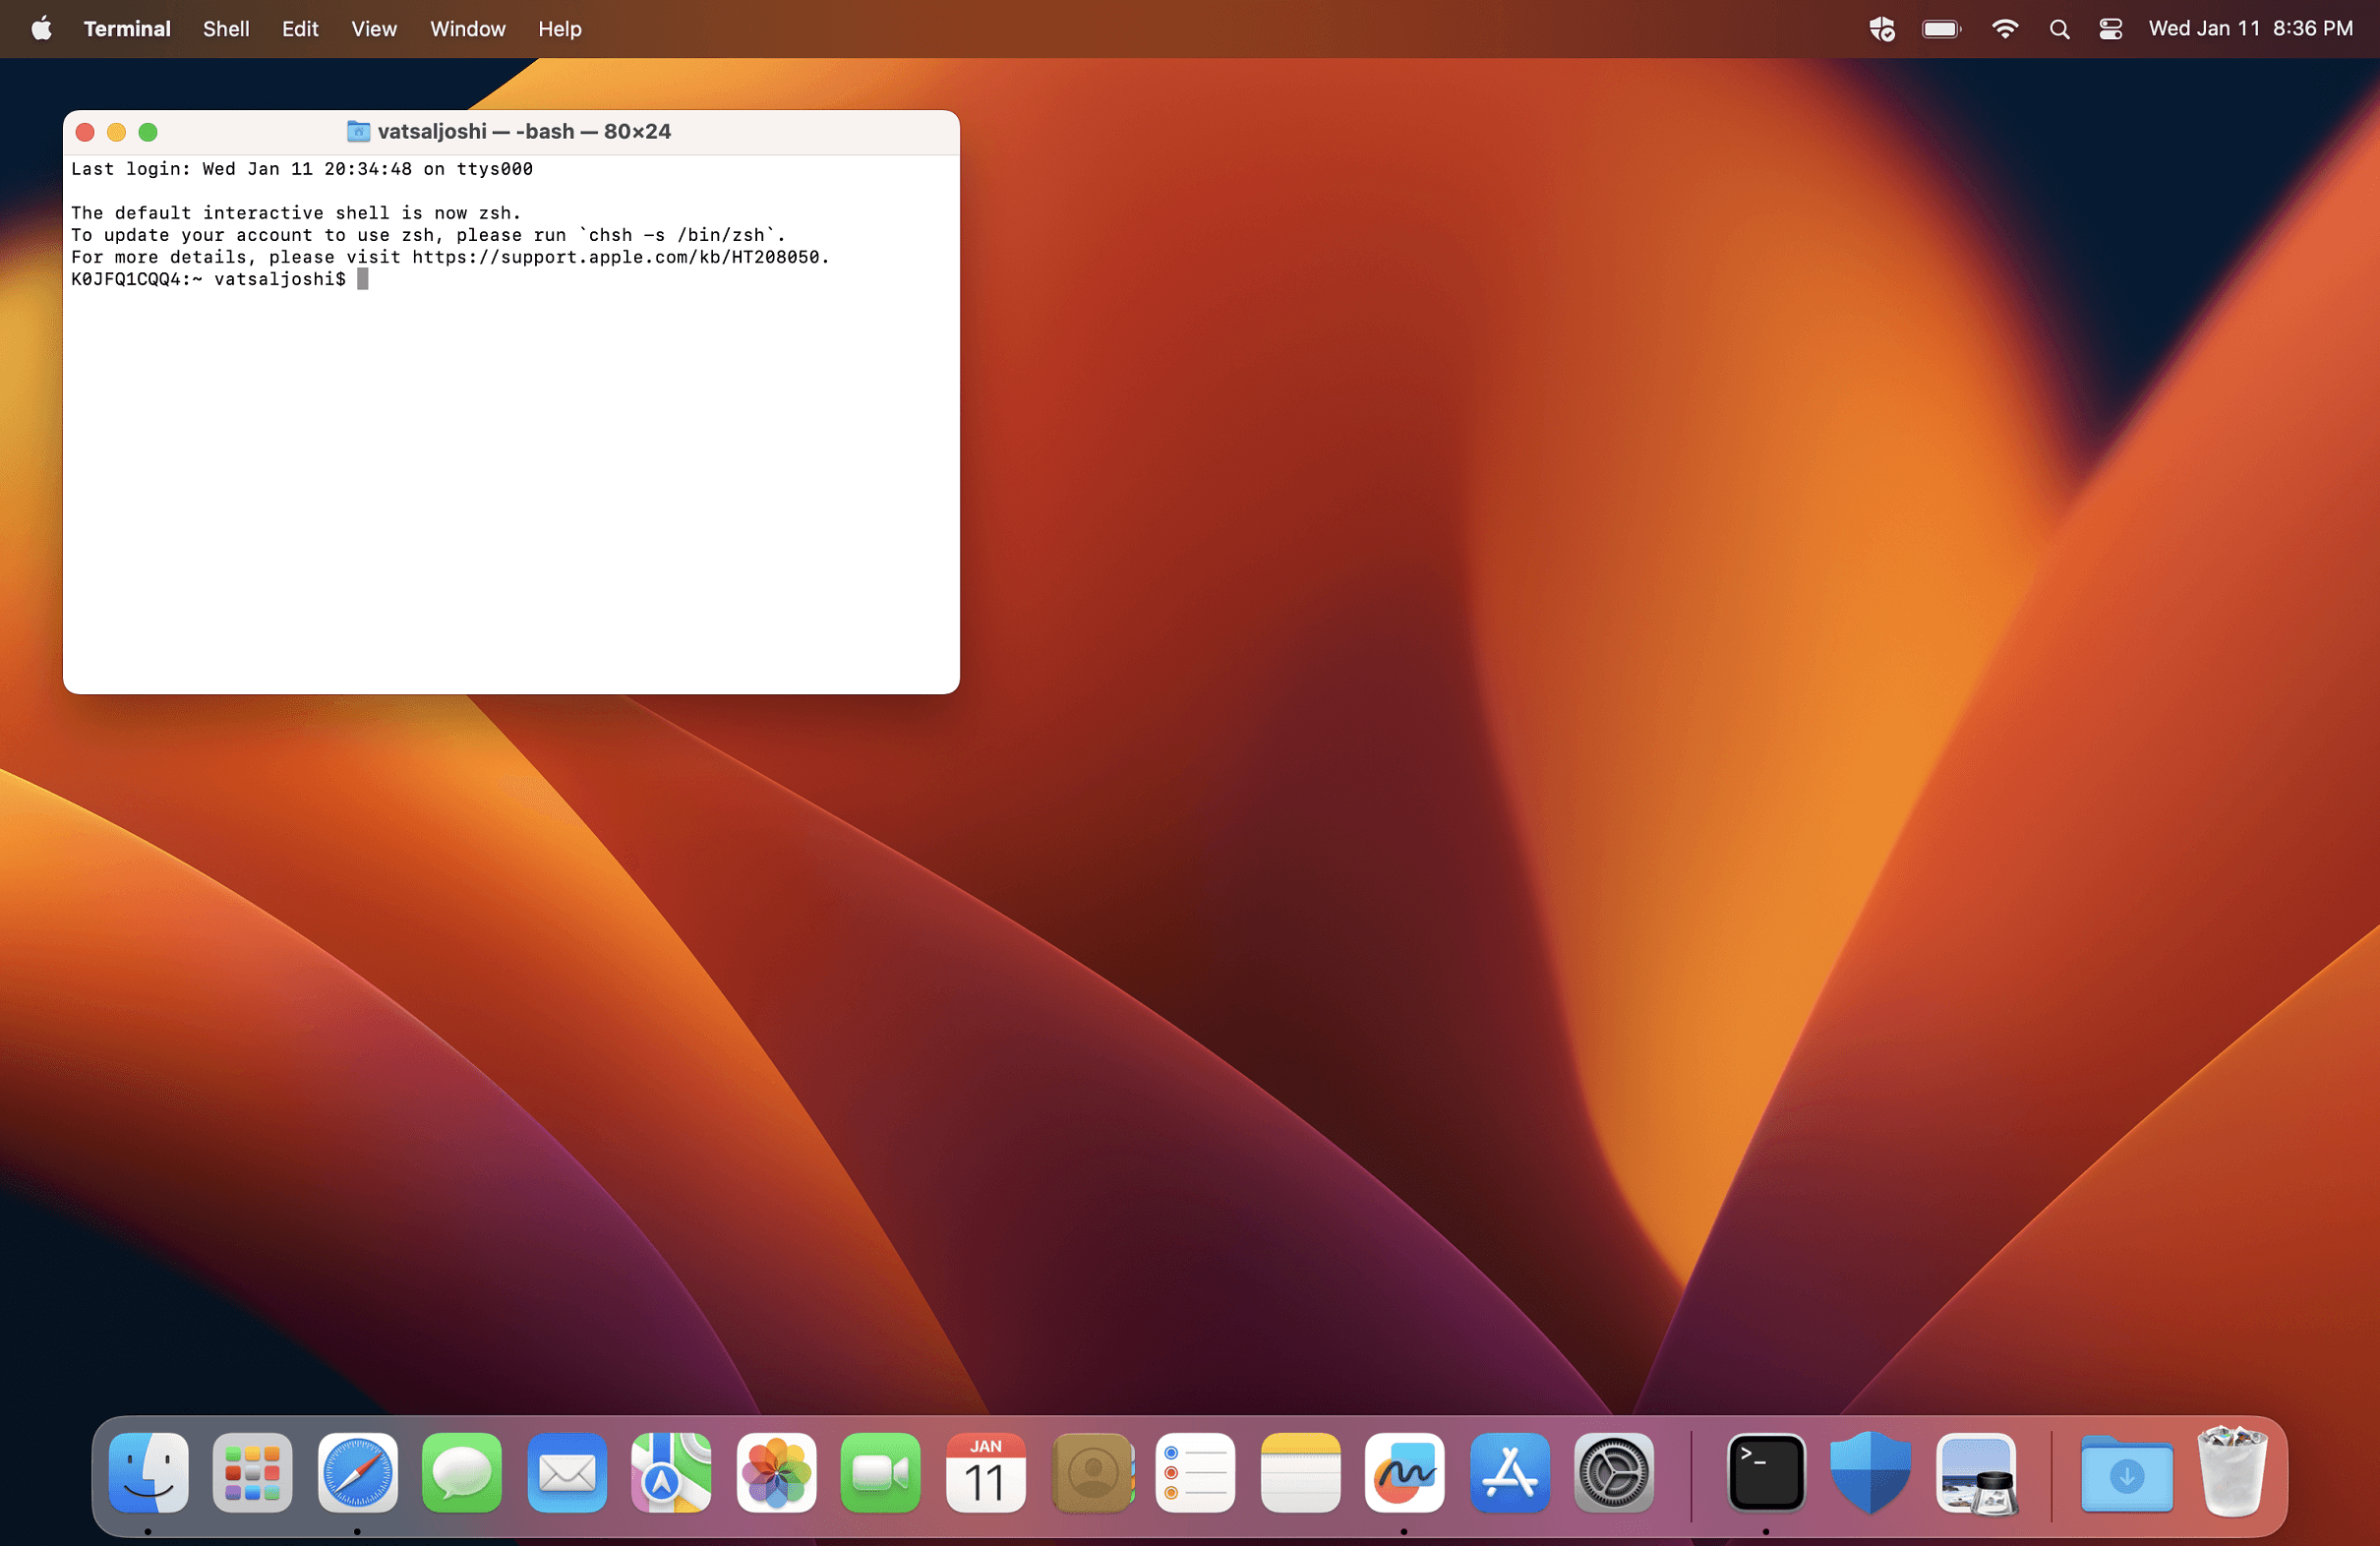 Terminal Shell Edit View Window Help Wed Jan 11 8:36 PM
vatsaljoshi — -bash — 80×24
Last login: Wed Jan 11 20:34:48 on ttys000
The default interactive shell is now zsh.
To update your account to use zsh, please run `chsh -s /bin/zsh`.
For more details, please visit https://support.apple.com/kb/HT208050.
K0JFQ1CQQ4:~ vatsaljoshi$
JAN
11
>_